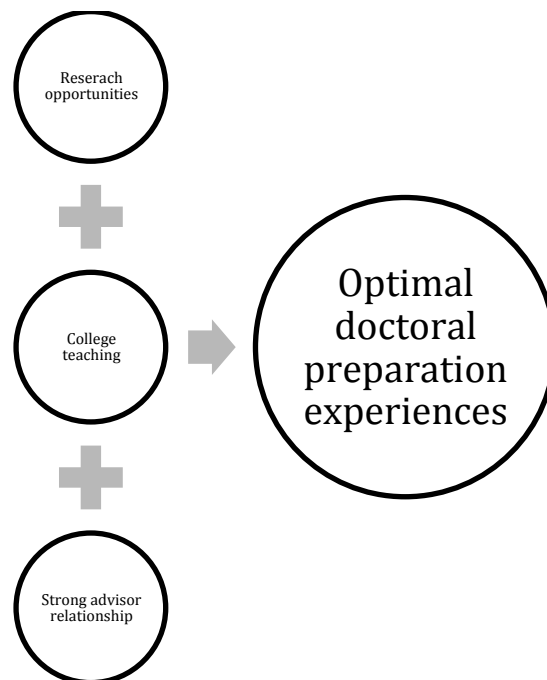 Reserach
opportunities
College
teaching
Strong advisor
relationship
Optimal
doctoral
preparation
experiences